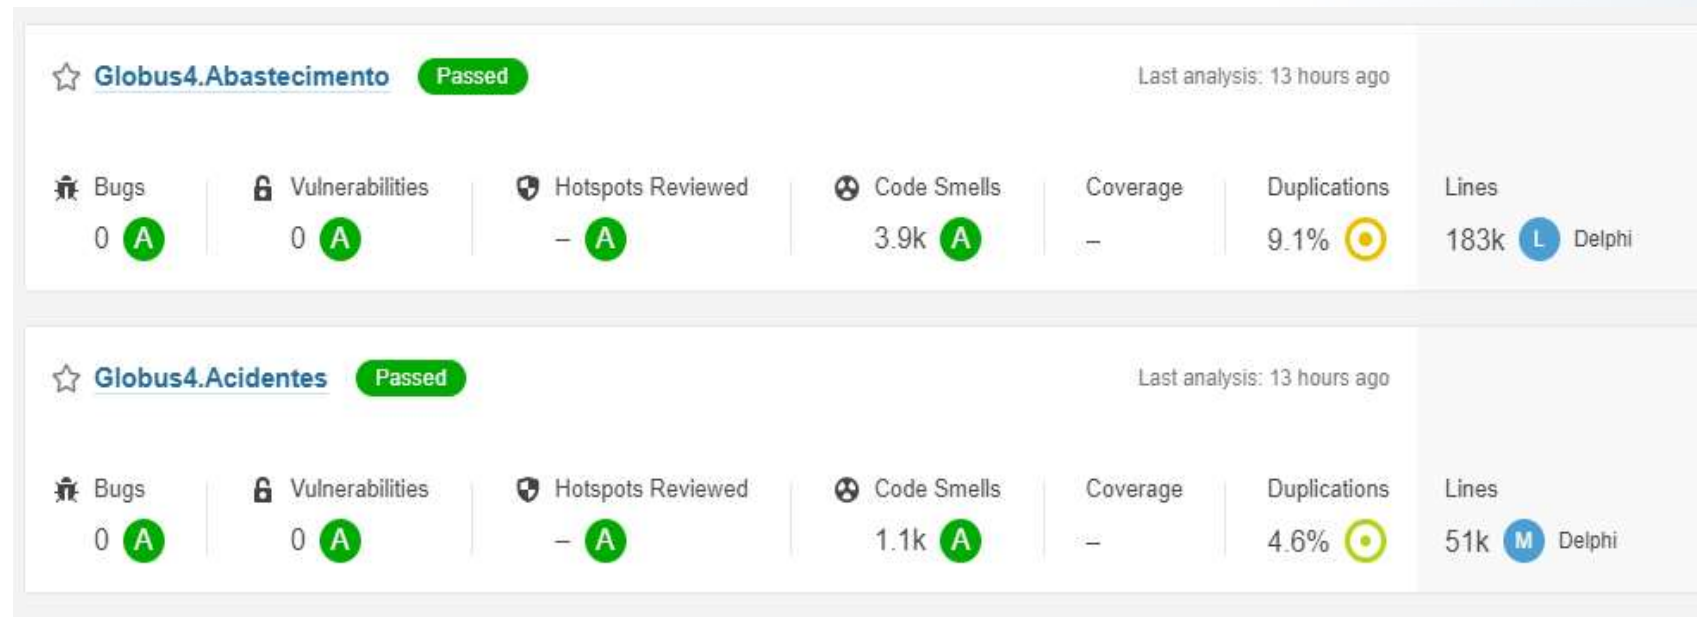 Globus4.Abastecimento Passed Last analysis: 13 hours ago
Bugs Vulnerabilities Hotspots Reviewed Code Smells Coverage Duplications Lines
0 A 0 A – A 3.9k A – 9.1% 183k L Delphi
Globus4.Acidentes Passed Last analysis: 13 hours ago
Bugs Vulnerabilities Hotspots Reviewed Code Smells Coverage Duplications Lines
0 A 0 A – A 1.1k A – 4.6% 51k M Delphi